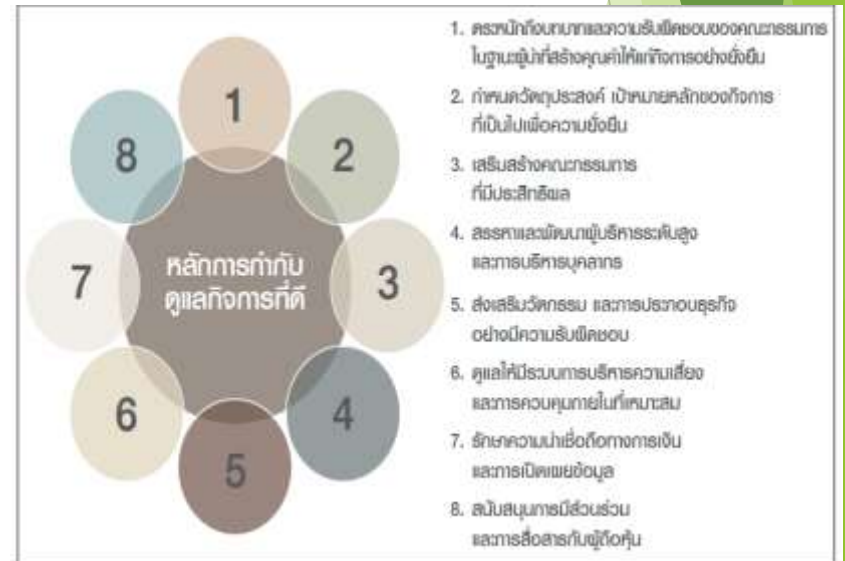 1
2
3
4
5
6
7
8
หลักการกำกับ
ดูแลกิจการที่ดี
1. ตระหนักถึงบทบาทและความรับผิดชอบของคณะกรรมการ
ในฐานะผู้นำที่สร้างคุณค่าให้แก่กิจการอย่างยั่งยืน
2. กำหนดวัตถุประสงค์ เป้าหมายหลักของกิจการ
ที่เป็นไปเพื่อความยั่งยืน
3. เสริมสร้างคณะกรรมการ
ที่มีประสิทธิผล
4. สรรหาและพัฒนาผู้บริหารระดับสูง
และการบริหารบุคลากร
5. ส่งเสริมนวัตกรรม และการประกอบธุรกิจ
อย่างมีความรับผิดชอบ
6. ดูแลให้มีระบบการบริหารความเสี่ยง
และการควบคุมภายในที่เหมาะสม
7. รักษาความน่าเชื่อถือทางการเงิน
และการเปิดเผยข้อมูล
8. สนับสนุนการมีส่วนร่วม
และการสื่อสารกับผู้ถือหุ้น